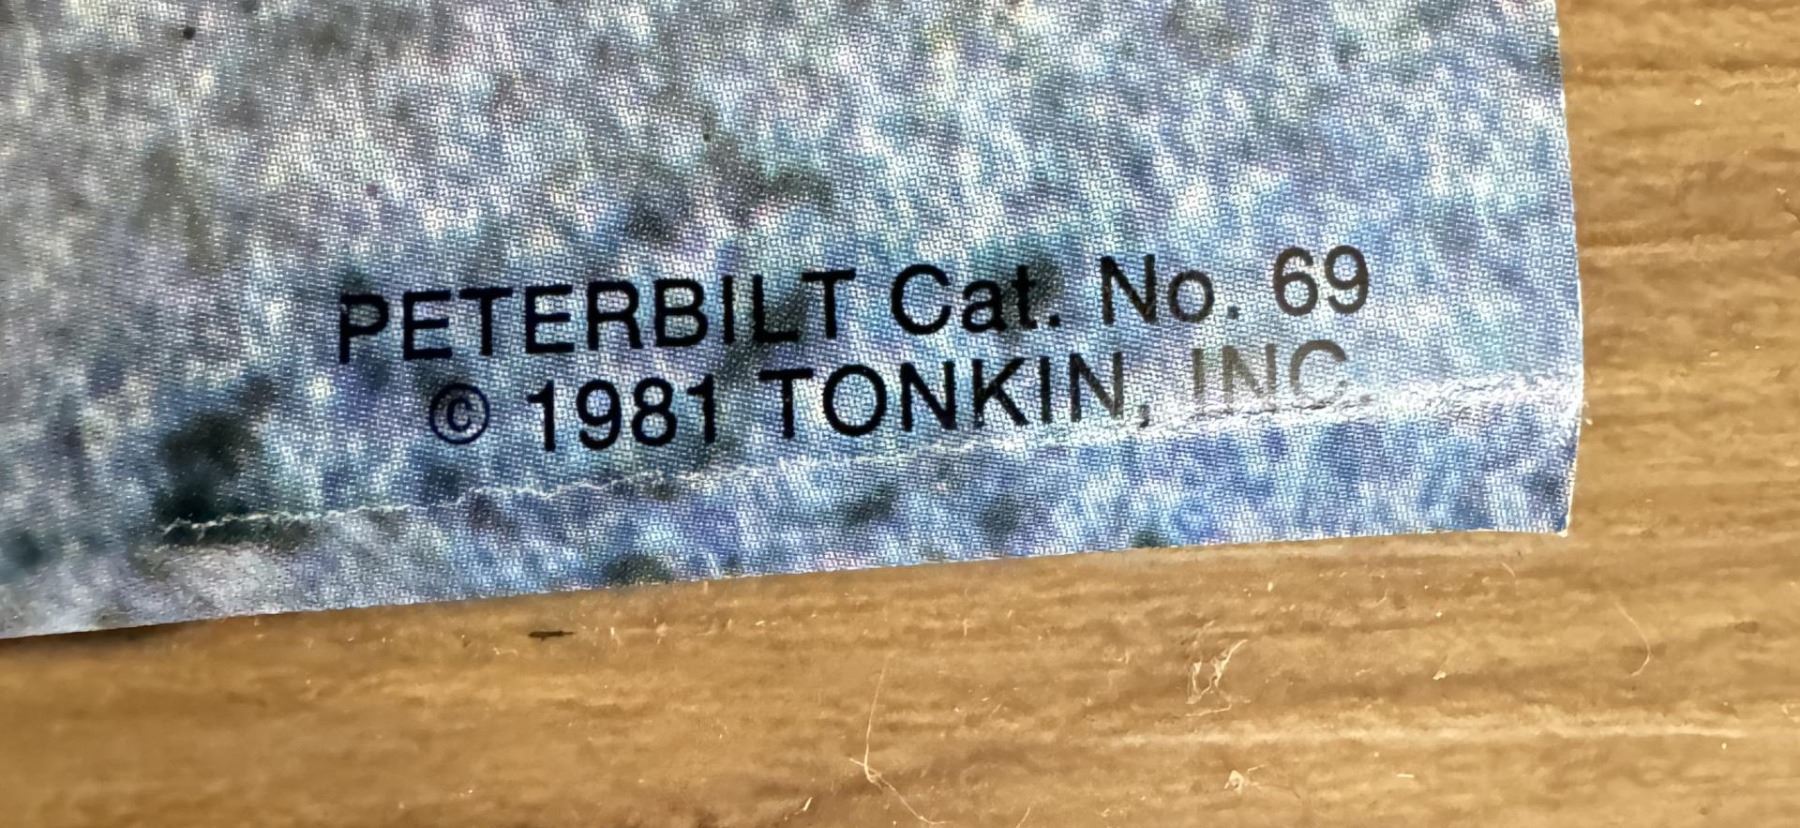 PETERBILT Cat. No. 69
© 1981 TONKIN, INC.